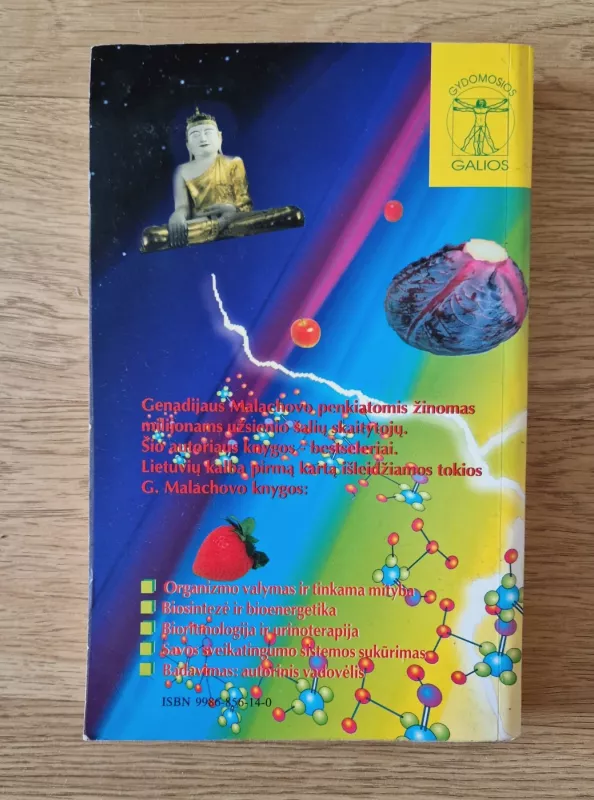 GYDOMOSIOS
GALIOS
Genadijaus Malachovo penkiatomis žinomas
milijonams užsienio šalių skaitytojų.
Šio autoriaus knygos - bestseleriai.
Lietuvių kalba pirmą kartą išleidžiamos tokios
G. Malachovo knygos:
Organizmo valymas ir tinkama mityba
Biosintezė ir bioenergetika
Bioritmologija ir urinoterapija
Savos sveikatingumo sistemos sukūrimas
Badavimas: autorinis vadovėlis
ISBN 9986-856-14-0